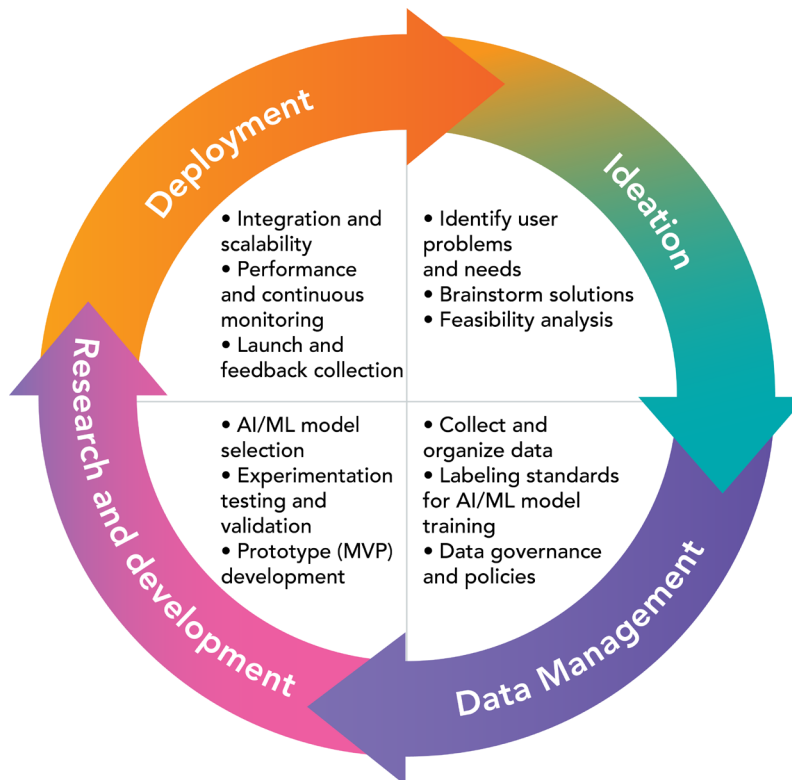 Deployment
• Integration and
scalability
• Performance
and continuous
monitoring
• Launch and
feedback collection
Ideation
• Identify user
problems
and needs
• Brainstorm solutions
• Feasibility analysis
Data Management
• Collect and
organize data
• Labeling standards
for AI/ML model
training
• Data governance
and policies
Research and development
• AI/ML model
selection
• Experimentation
testing and
validation
• Prototype (MVP)
development